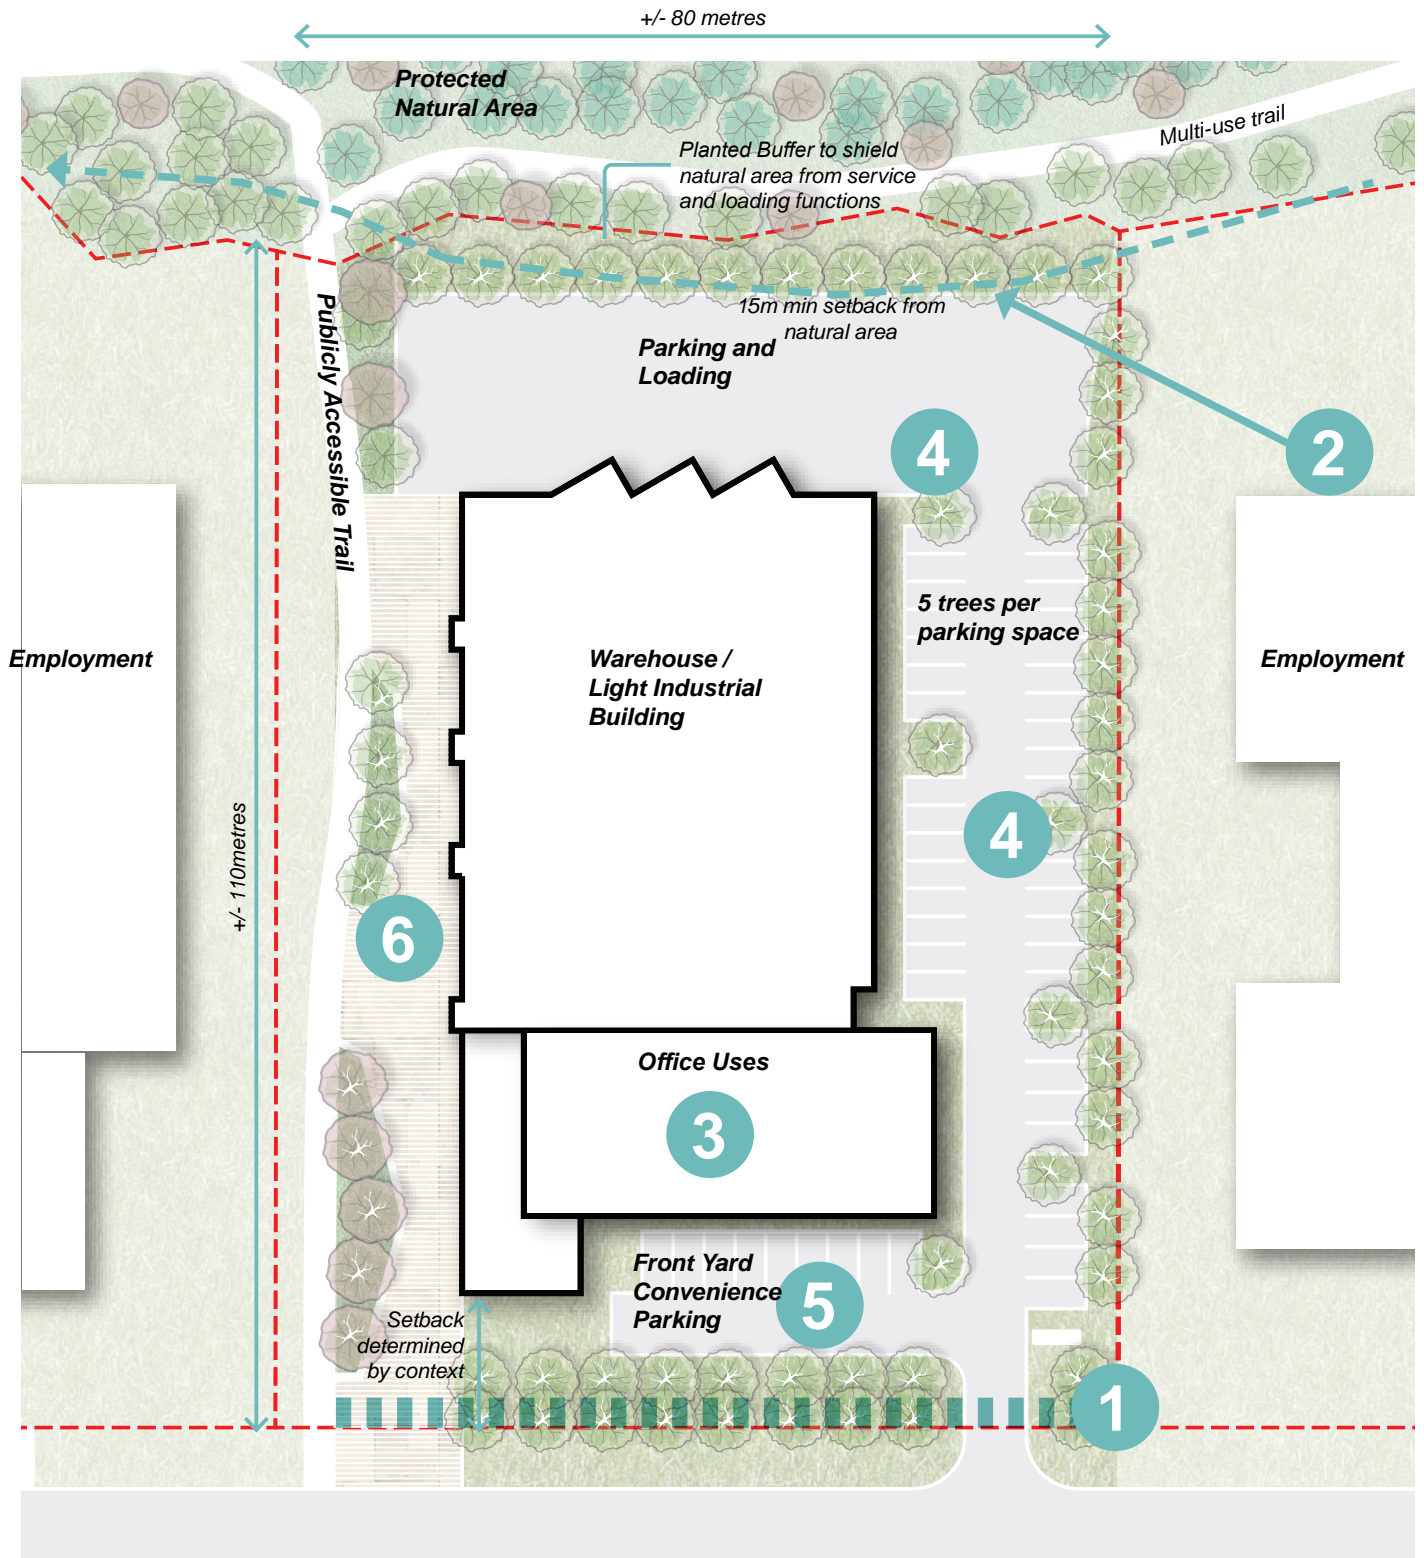 +/- 80 metres
Protected
Natural Area
Multi-use trail
Planted Buffer to shield
natural area from service
and loading functions
15m min setback from
natural area
Parking and
Loading
Publicly Accessible Trail
4
2
5 trees per
parking space
Employment
Warehouse /
Light Industrial
Building
Employment
4
+/- 110metres
6
Office Uses
3
Front Yard
Convenience
Parking
5
Setback
determined
by context
1